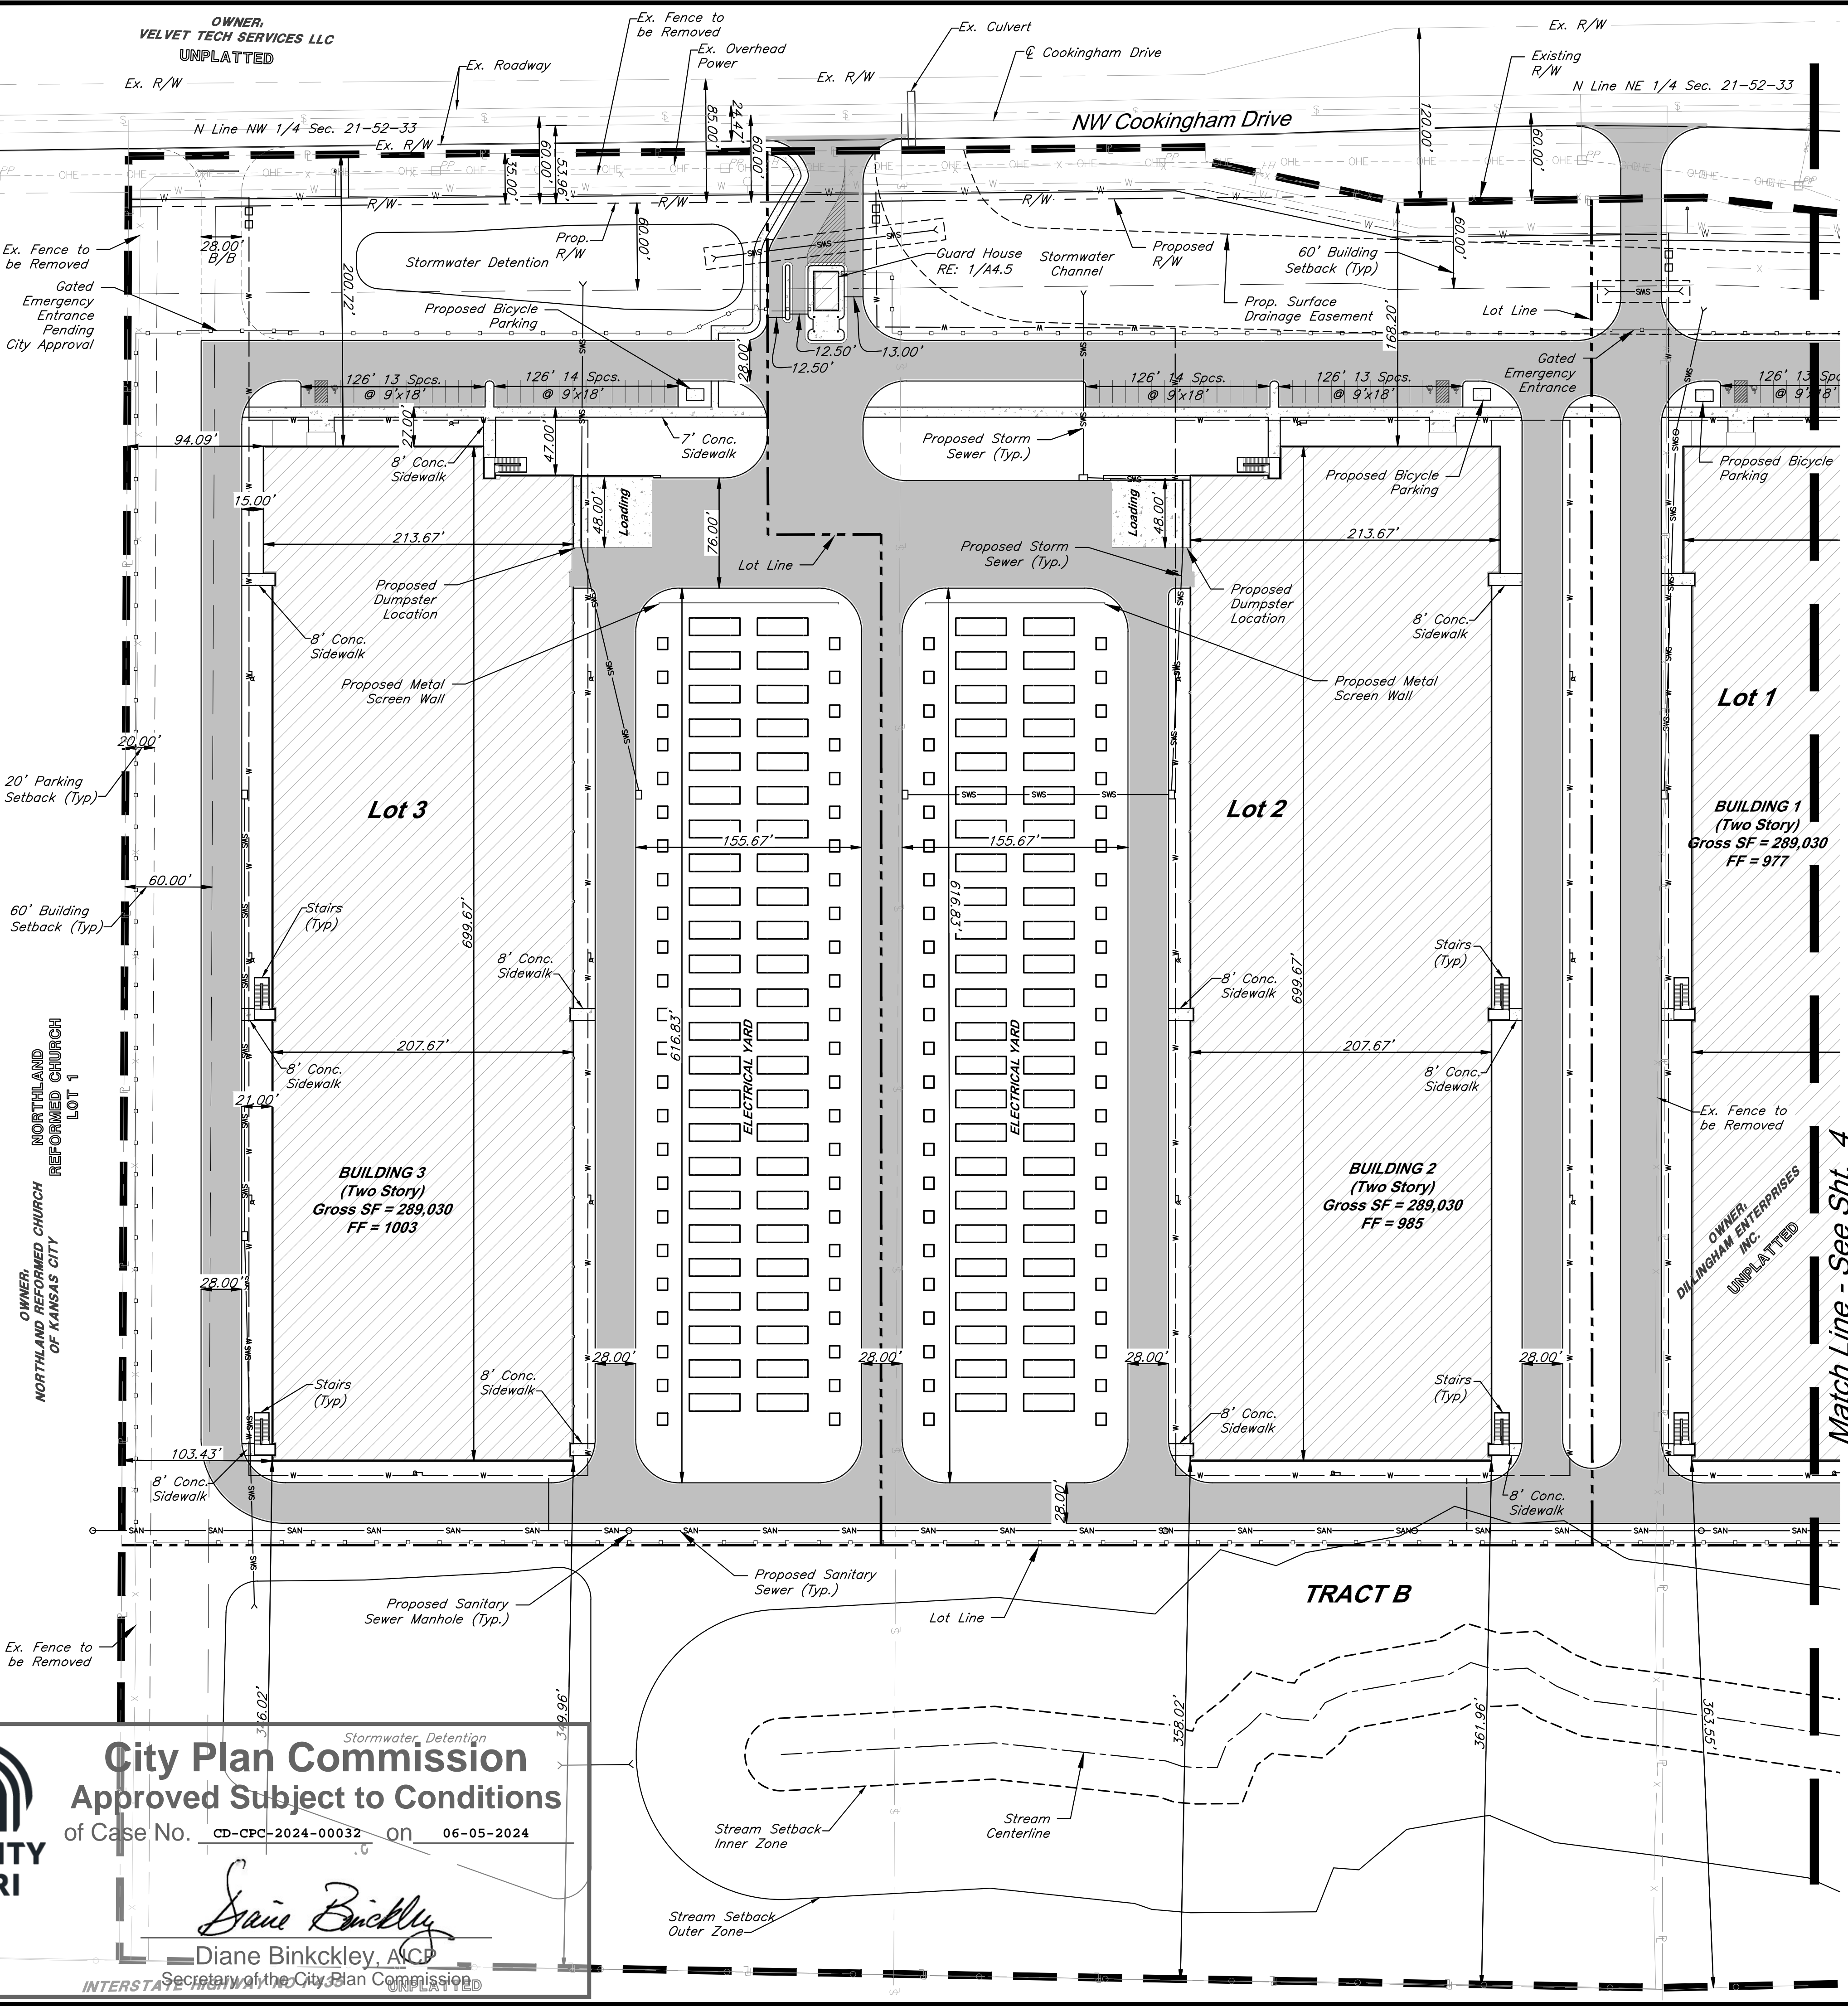 OWNER:
VELVET TECH SERVICES LLC
UNPLATTED
Ex. R/W
Ex. Roadway
Ex. Fence to
be Removed
Ex. Overhead
Power
Ex. R/W
Ex. Culvert
℄ Cookingham Drive
Ex. R/W
Existing
R/W
N Line NE 1/4 Sec. 21-52-33
N Line NW 1/4 Sec. 21-52-33
Ex. R/W
NW Cookingham Drive
85.00'
24.47'
60.00'
53.96'
60.00'
35.00'
120.00'
60.00'
R/W
R/W
R/W
Ex. Fence to
be Removed
28.00'
B/B
Gated
Emergency
Entrance
Pending
City Approval
200.72'
Stormwater Detention
Prop.
R/W
60.00'
Proposed Bicycle
Parking
Guard House
RE: 1/A4.5
Stormwater
Channel
Proposed
R/W
60' Building
Setback (Typ)
60.00'
Prop. Surface
Drainage Easement
Lot Line
168.20'
12.50'
12.50'
13.00'
28.00'
Gated
Emergency
Entrance
126' 13 Spcs.
@ 9'x18'
126' 14 Spcs.
@ 9'x18'
126' 14 Spcs.
@ 9'x18'
126' 13 Spcs.
@ 9'x18'
126' 13 Spc
@ 9'x18'
94.09'
27.00'
47.00'
8' Conc.
Sidewalk
7' Conc.
Sidewalk
Proposed Storm
Sewer (Typ.)
Proposed Bicycle
Parking
Proposed Bicycle
Parking
15.00'
48.00'
Loading
76.00'
Loading
48.00'
213.67'
213.67'
Lot Line
Proposed Storm
Sewer (Typ.)
Proposed
Dumpster
Location
Proposed
Dumpster
Location
8' Conc.
Sidewalk
8' Conc.
Sidewalk
Proposed Metal
Screen Wall
Proposed Metal
Screen Wall
Lot 1
20.00'
20' Parking
Setback (Typ)
Lot 3
Lot 2
BUILDING 1
(Two Story)
Gross SF = 289,030
FF = 977
155.67'
155.67'
60.00'
60' Building
Setback (Typ)
Stairs
(Typ)
699.67'
8' Conc.
Sidewalk
616.83'
616.83'
8' Conc.
Sidewalk
699.67'
Stairs
(Typ)
207.67'
207.67'
8' Conc.
Sidewalk
8' Conc.
Sidewalk
ELECTRICAL YARD
ELECTRICAL YARD
21.00'
NORTHLAND
REFORMED CHURCH
LOT 1
Ex. Fence to
be Removed
BUILDING 3
(Two Story)
Gross SF = 289,030
FF = 1003
BUILDING 2
(Two Story)
Gross SF = 289,030
FF = 985
OWNER:
NORTHLAND REFORMED CHURCH
OF KANSAS CITY
OWNER:
DILLINGHAM ENTERPRISES
INC.
UNPLATTED
Match Line - See Sht. 4
28.00'
28.00'
28.00'
28.00'
28.00'
Stairs
(Typ)
8' Conc.
Sidewalk
8' Conc.
Sidewalk
Stairs
(Typ)
103.43'
8' Conc.
Sidewalk
28.00'
8' Conc.
Sidewalk
Proposed Sanitary
Sewer (Typ.)
Proposed Sanitary
Sewer Manhole (Typ.)
Lot Line
TRACT B
Ex. Fence to
be Removed
346.02'
349.96'
358.02'
361.96'
363.55'
Stormwater Detention
City Plan Commission
Approved Subject to Conditions
of Case No. CD-CPC-2024-00032 on 06-05-2024
ITY
RI
Diane Binkckley, AICP
Secretary of the City Plan Commission
Stream Setback
Inner Zone
Stream
Centerline
Stream Setback
Outer Zone
INTERSTATE HIGHWAY NO I-435 UNPLATTED